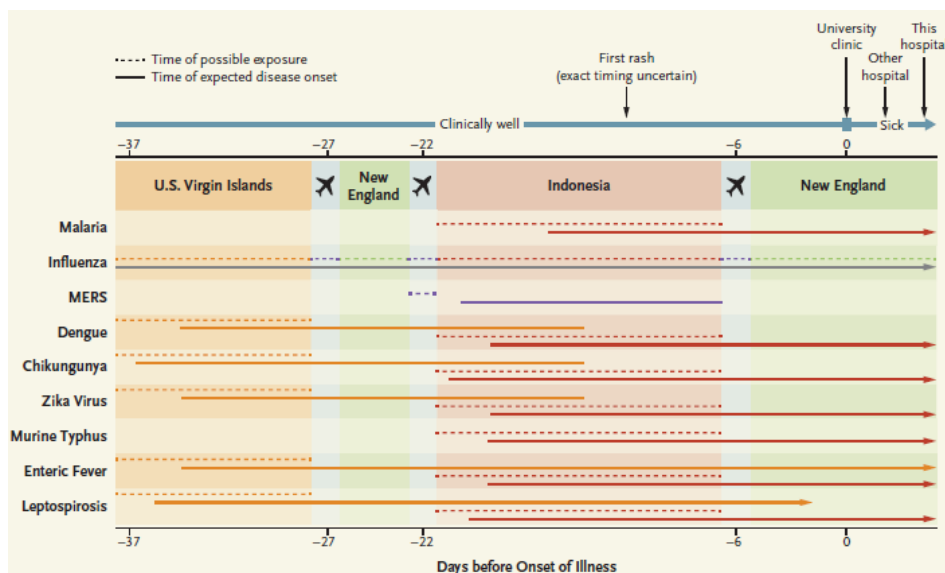 University
clinic
This
hospital
Other
hospital
Time of possible exposure
Time of expected disease onset
First rash
(exact timing uncertain)
Clinically well
Sick
−37
−27
−22
−6
0
U.S. Virgin Islands
New
England
Indonesia
New England
Malaria
Influenza
MERS
Dengue
Chikungunya
Zika Virus
Murine Typhus
Enteric Fever
Leptospirosis
−37
−27
−22
−6
0
Days before Onset of Illness